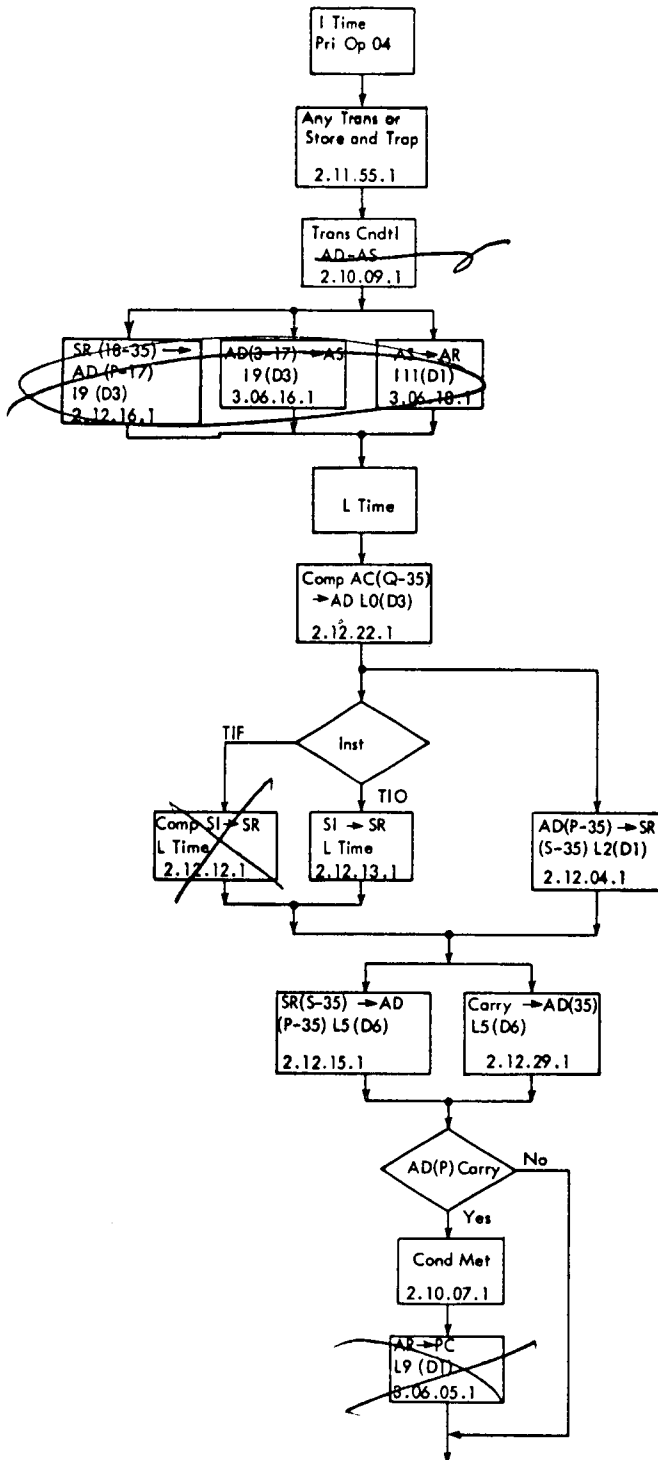 I Time
Pri Op 04
Any Trans or
Store and Trap
2.11.55.1
Trans Cndtl
AD-AS
2.10.09.1
SR (18-35) →
AD (P-17)
I9 (D3)
2.12.16.1
AD(3-17) → AS
I9 (D3)
3.06.16.1
AS → AR
I11(D1)
3.06.18.1
L Time
Comp AC(Q-35)
→ AD L0(D3)
2.12.22.1
Inst
TIF
TIO
Comp SI → SR
L Time
2.12.12.1
SI → SR
L Time
2.12.13.1
AD(P-35) → SR
(S-35) L2(D1)
2.12.04.1
SR(S-35) → AD
(P-35) L5(D6)
2.12.15.1
Carry → AD(35)
L5(D6)
2.12.29.1
AD(P) Carry
No
Yes
Cond Met
2.10.07.1
AR → PC
L9 (D1)
3.06.05.1